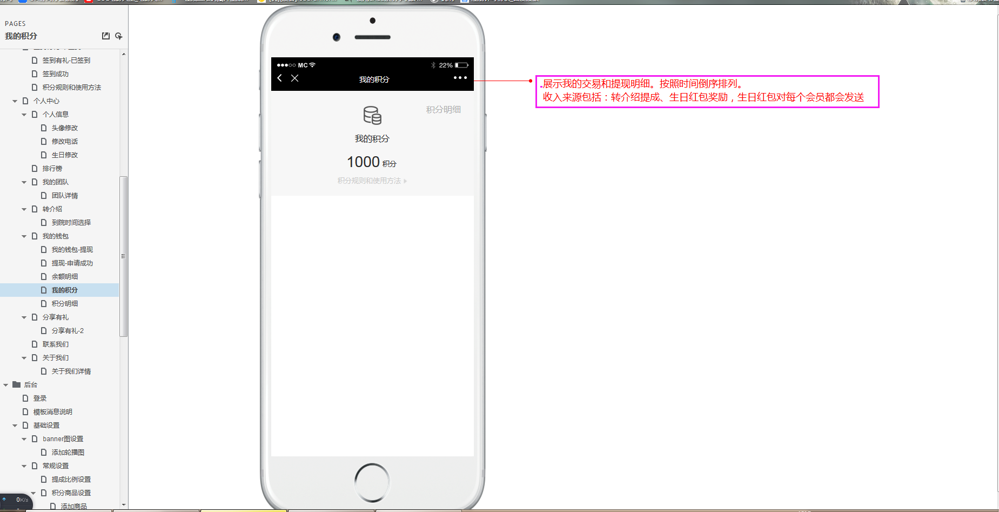 PAGES
我的积分
签到有礼-已签到
签到成功
积分规则和使用方法
个人中心
个人信息
头像修改
修改电话
生日修改
排行榜
我的团队
团队详情
转介绍
到院时间选择
我的钱包
我的钱包-提现
提现-申请成功
余额明细
我的积分
积分明细
分享有礼
分享有礼-2
联系我们
关于我们
关于我们详情
后台
登录
模板消息说明
基础设置
banner图设置
添加轮播图
常规设置
提成比例设置
积分商品设置
添加商品
0K/s
MC
22%
我的积分
积分明细
我的积分
1000 积分
积分规则和使用方法
展示我的交易和提现明细。按照时间倒序排列。
收入来源包括：转介绍提成、生日红包奖励，生日红包对每个会员都会发送